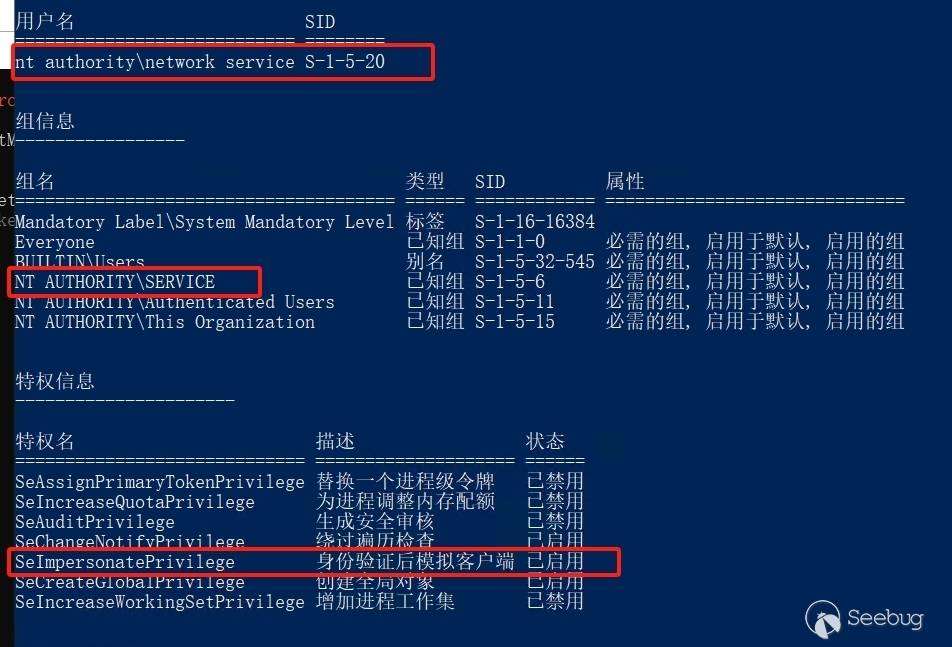 用户名 SID
=========================== ========
nt authority\network service S-1-5-20
ro
组信息
tM
-----------------
组名 类型 SID 属性
et
====================================== ====== ============ ==============================
ke
Mandatory Label\System Mandatory Level 标签 S-1-16-16384
Everyone 已知组 S-1-1-0 必需的组, 启用于默认, 启用的组
BUILTIN\Users 别名 S-1-5-32-545 必需的组, 启用于默认, 启用的组
NT AUTHORITY\SERVICE 已知组 S-1-5-6 必需的组, 启用于默认, 启用的组
NT AUTHORITY\Authenticated Users 已知组 S-1-5-11 必需的组, 启用于默认, 启用的组
NT AUTHORITY\This Organization 已知组 S-1-5-15 必需的组, 启用于默认, 启用的组
特权信息
----------------------
特权名 描述 状态
============================= ==================== ======
SeAssignPrimaryTokenPrivilege 替换一个进程级令牌 已禁用
SeIncreaseQuotaPrivilege 为进程调整内存配额 已禁用
SeAuditPrivilege 生成安全审核 已禁用
SeChangeNotifyPrivilege 绕过遍历检查 已启用
SeImpersonatePrivilege 身份验证后模拟客户端 已启用
SeCreateGlobalPrivilege 创建全局对象 已启用
SeIncreaseWorkingSetPrivilege 增加进程工作集 已禁用
Seebug